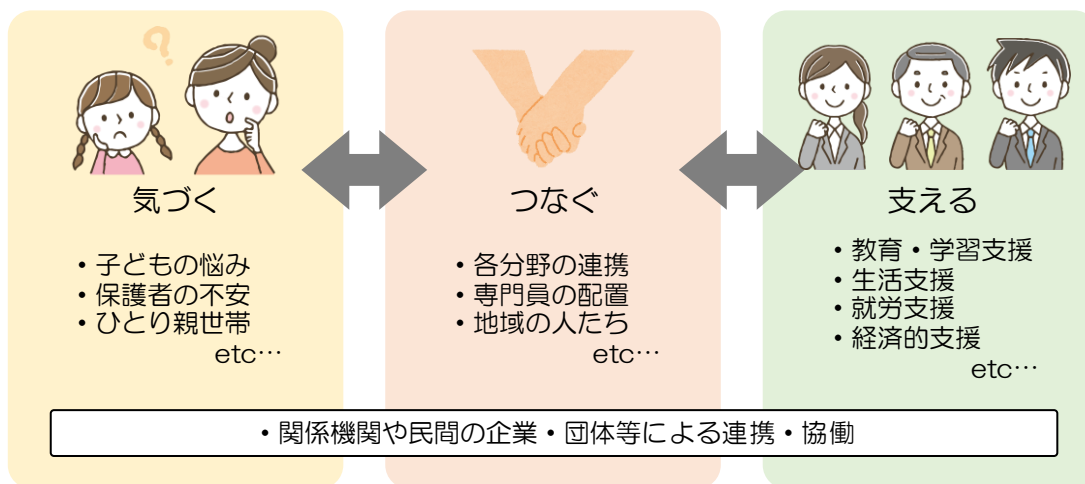 ?
気づく
・子どもの悩み
・保護者の不安
・ひとり親世帯
etc…
つなぐ
・各分野の連携
・専門員の配置
・地域の人たち
etc…
支える
・教育・学習支援
・生活支援
・就労支援
・経済的支援
etc…
・関係機関や民間の企業・団体等による連携・協働